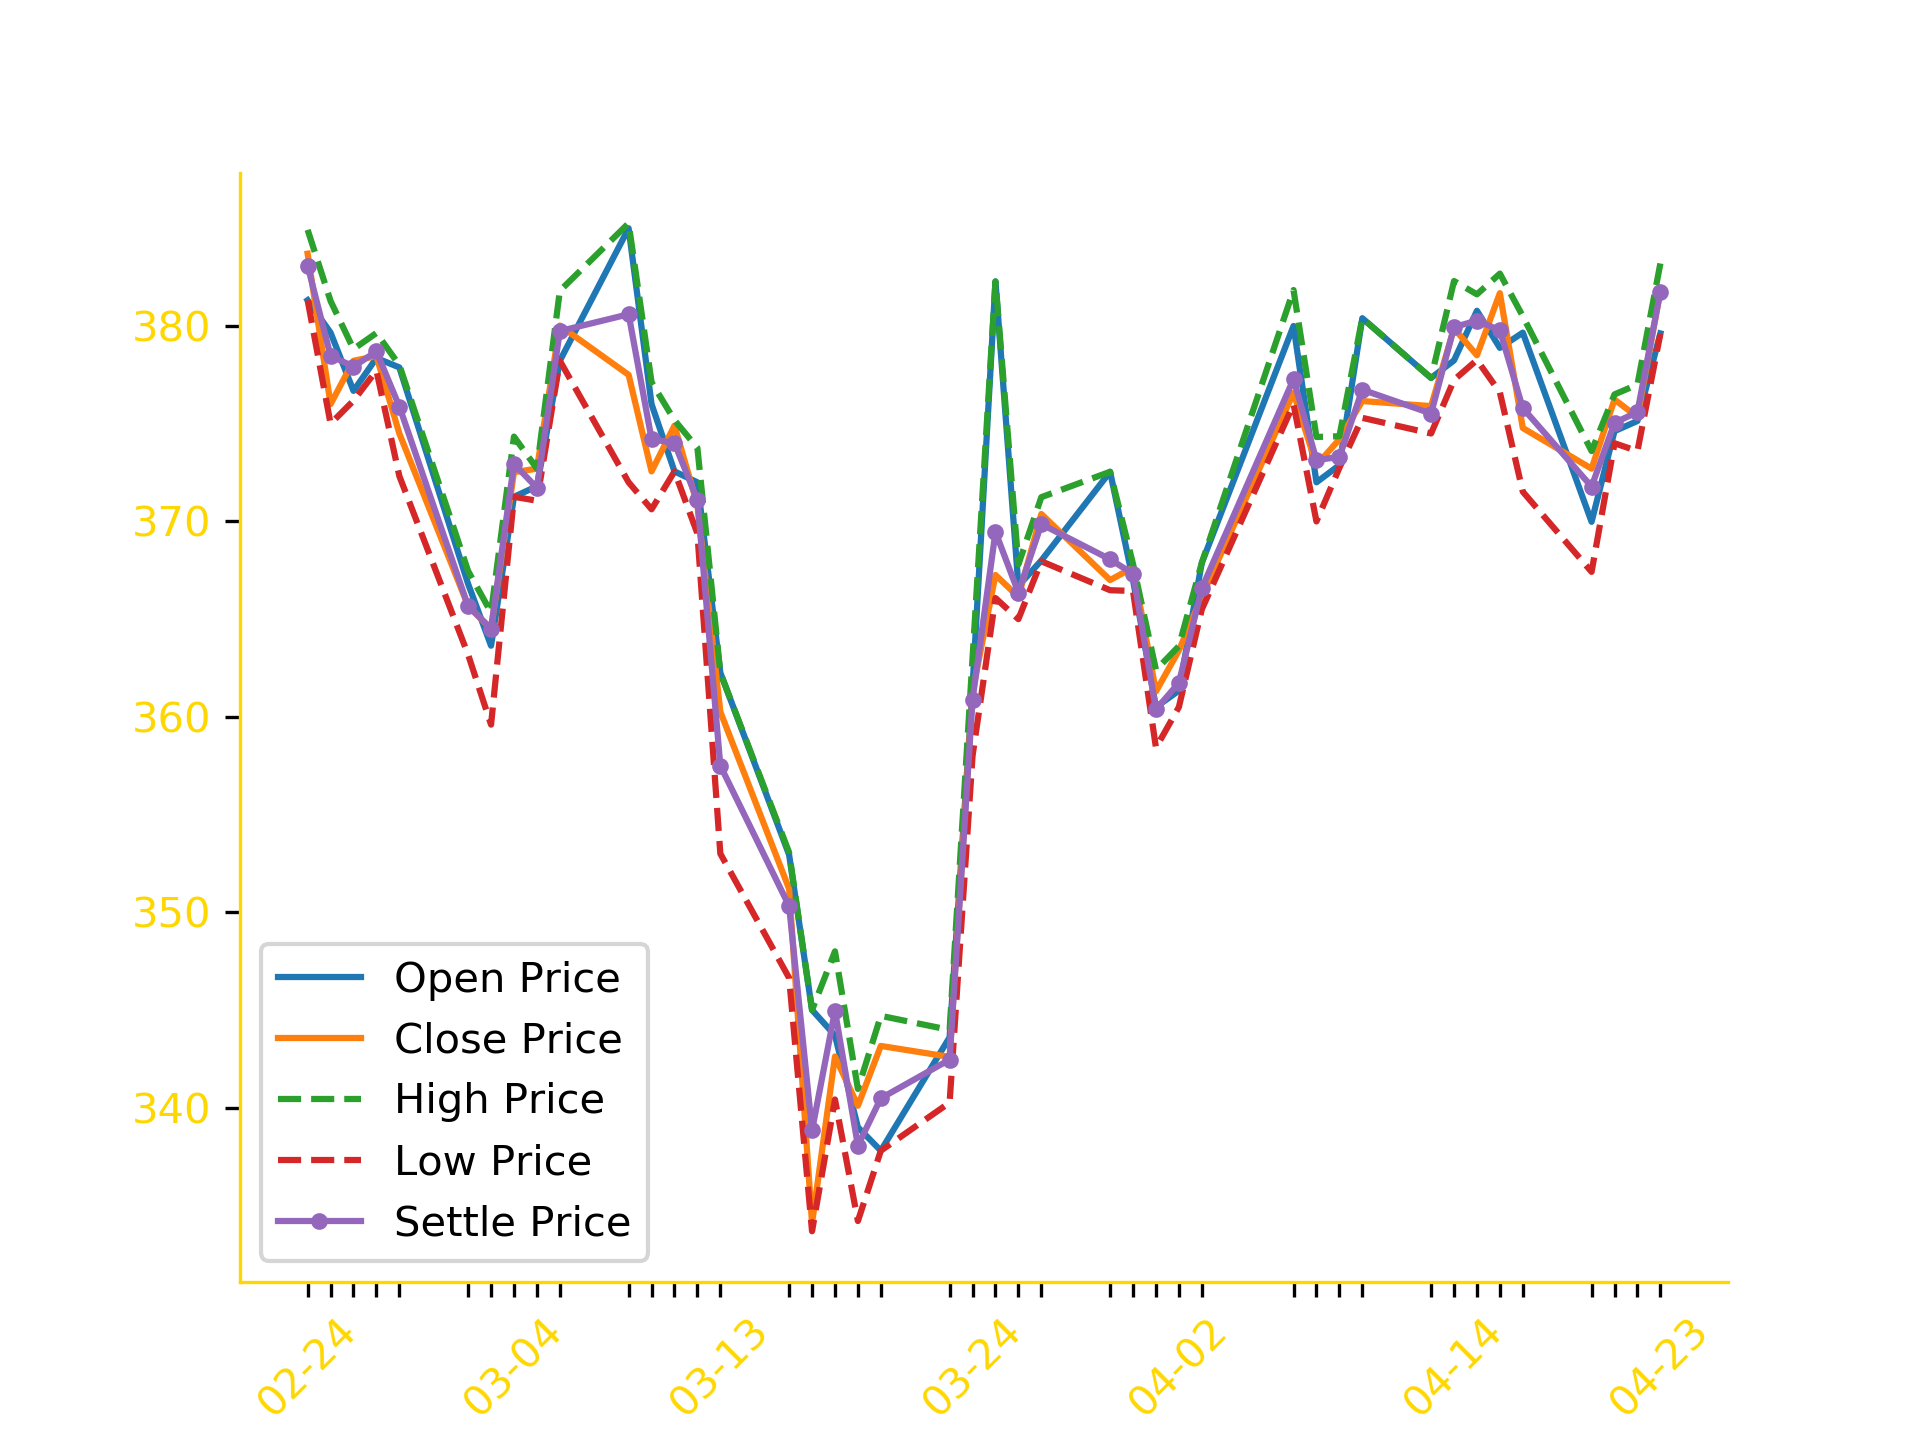 380
370
360
350
340
Open Price
Close Price
High Price
Low Price
Settle Price
02-24
03-04
03-13
03-24
04-02
04-14
04-23